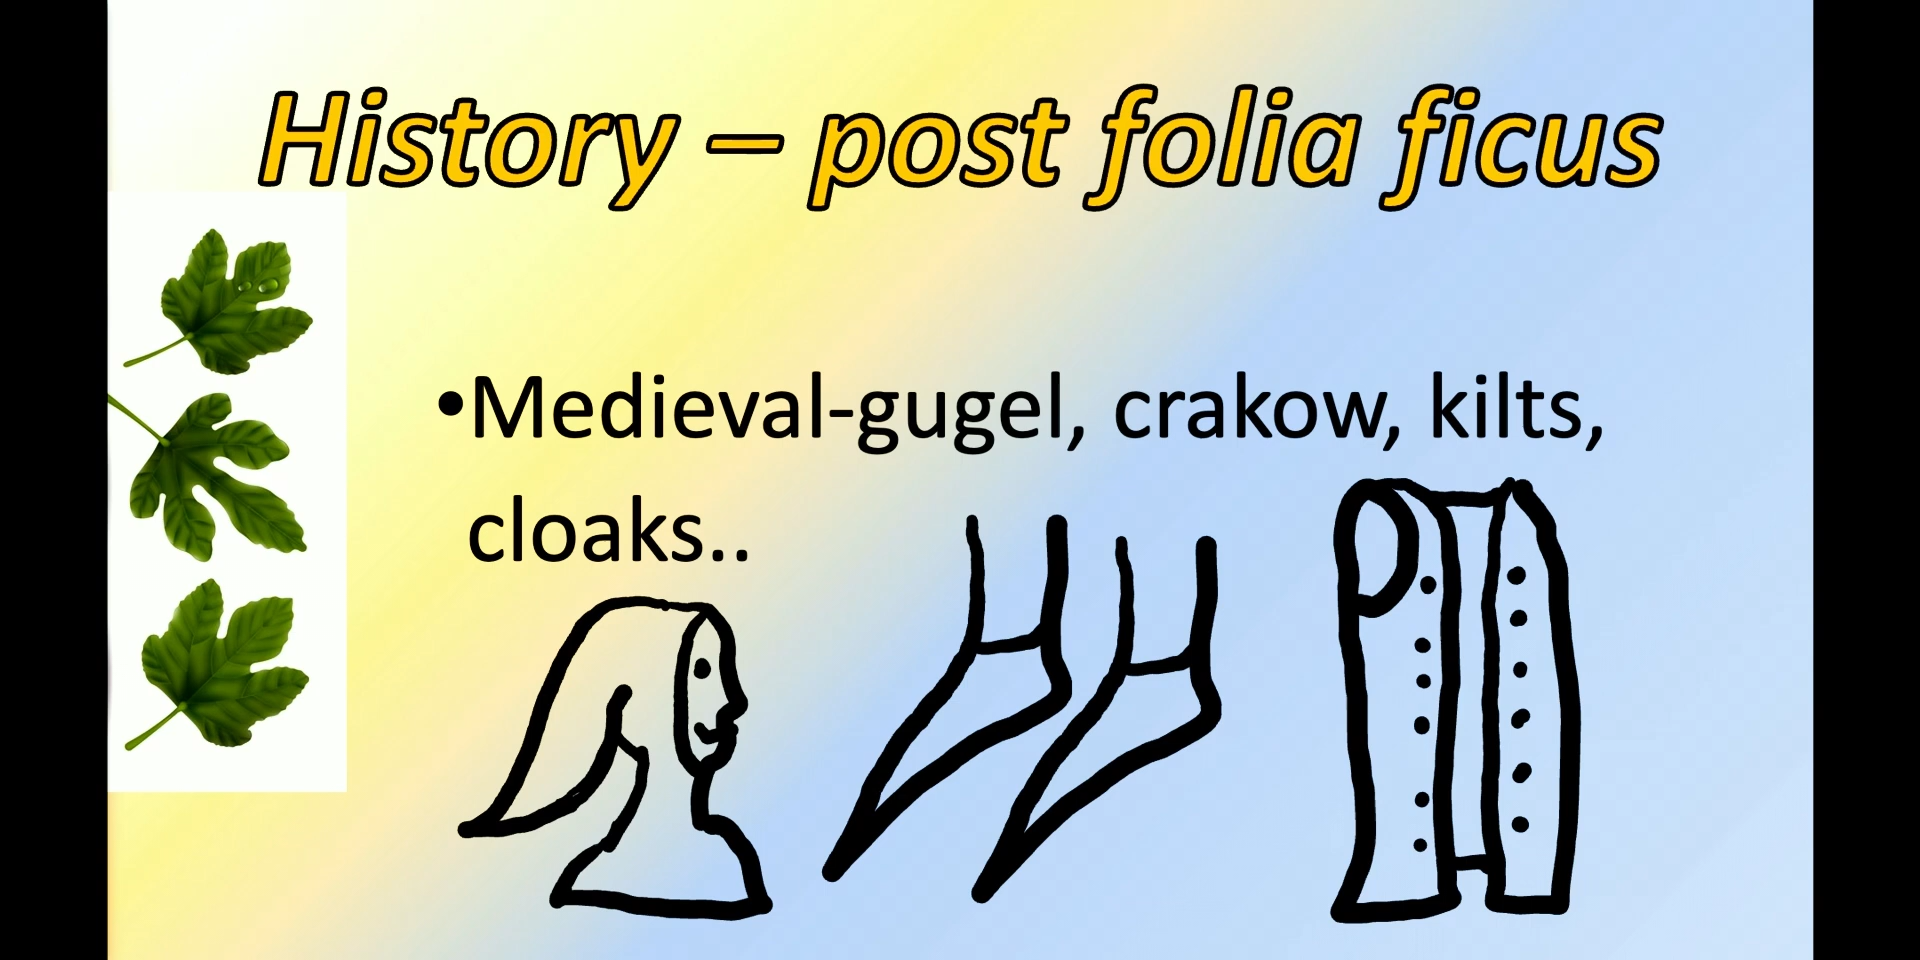 History – post folia ficus
•Medieval-gugel, crakow, kilts,
cloaks..